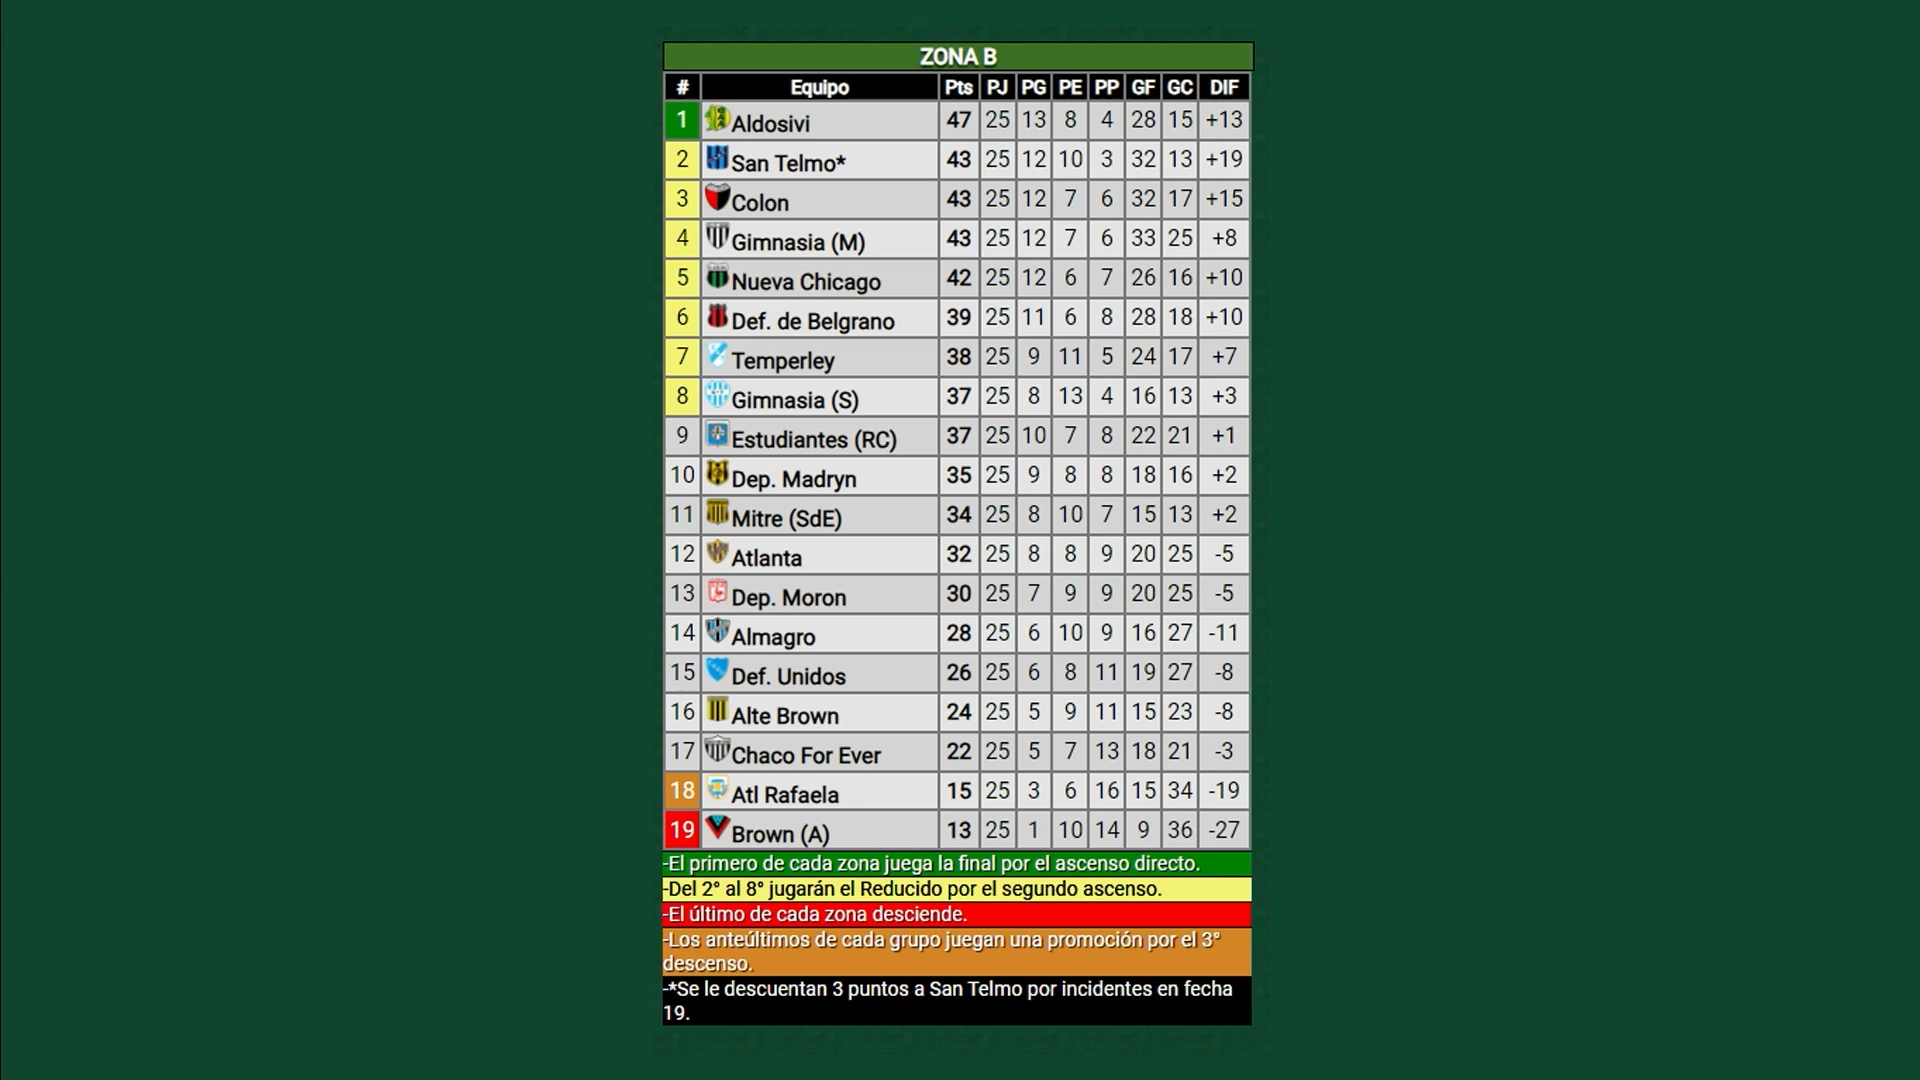 ZONA B
# Equipo Pts PJ PG PE PP GF GC DIF
1 Aldosivi 47 25 13 8 4 28 15 +13
2 San Telmo* 43 25 12 10 3 32 13 +19
3 Colon 43 25 12 7 6 32 17 +15
4 Gimnasia (M) 43 25 12 7 6 33 25 +8
5 Nueva Chicago 42 25 12 6 7 26 16 +10
6 Def. de Belgrano 39 25 11 6 8 28 18 +10
7 Temperley 38 25 9 11 5 24 17 +7
8 Gimnasia (S) 37 25 8 13 4 16 13 +3
9 Estudiantes (RC) 37 25 10 7 8 22 21 +1
10 Dep. Madryn 35 25 9 8 8 18 16 +2
11 Mitre (SdE) 34 25 8 10 7 15 13 +2
12 Atlanta 32 25 8 8 9 20 25 -5
13 Dep. Moron 30 25 7 9 9 20 25 -5
14 Almagro 28 25 6 10 9 16 27 -11
15 Def. Unidos 26 25 6 8 11 19 27 -8
16 Alte Brown 24 25 5 9 11 15 23 -8
17 Chaco For Ever 22 25 5 7 13 18 21 -3
18 Atl Rafaela 15 25 3 6 16 15 34 -19
19 Brown (A) 13 25 1 10 14 9 36 -27
-El primero de cada zona juega la final por el ascenso directo.
-Del 2° al 8° jugarán el Reducido por el segundo ascenso.
-El último de cada zona desciende.
-Los anteúltimos de cada grupo juegan una promoción por el 3°
descenso.
-*Se le descuentan 3 puntos a San Telmo por incidentes en fecha
19.